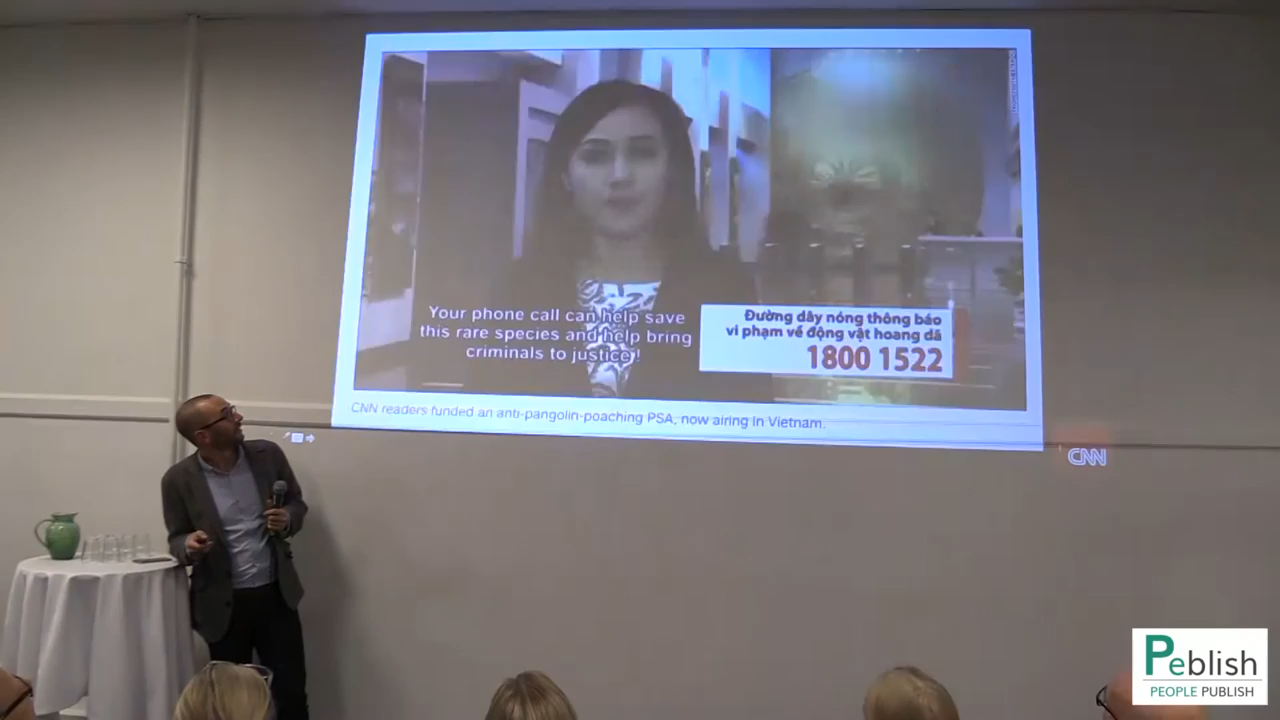 Your phone call can help save
this rare species and help bring
criminals to justice!
Đường dây nóng thông báo
vi phạm về động vật hoang dã
1800 1522
CNN readers funded an anti-pangolin-poaching PSA, now airing in Vietnam.
CNN
Peblish
PEOPLE PUBLISH